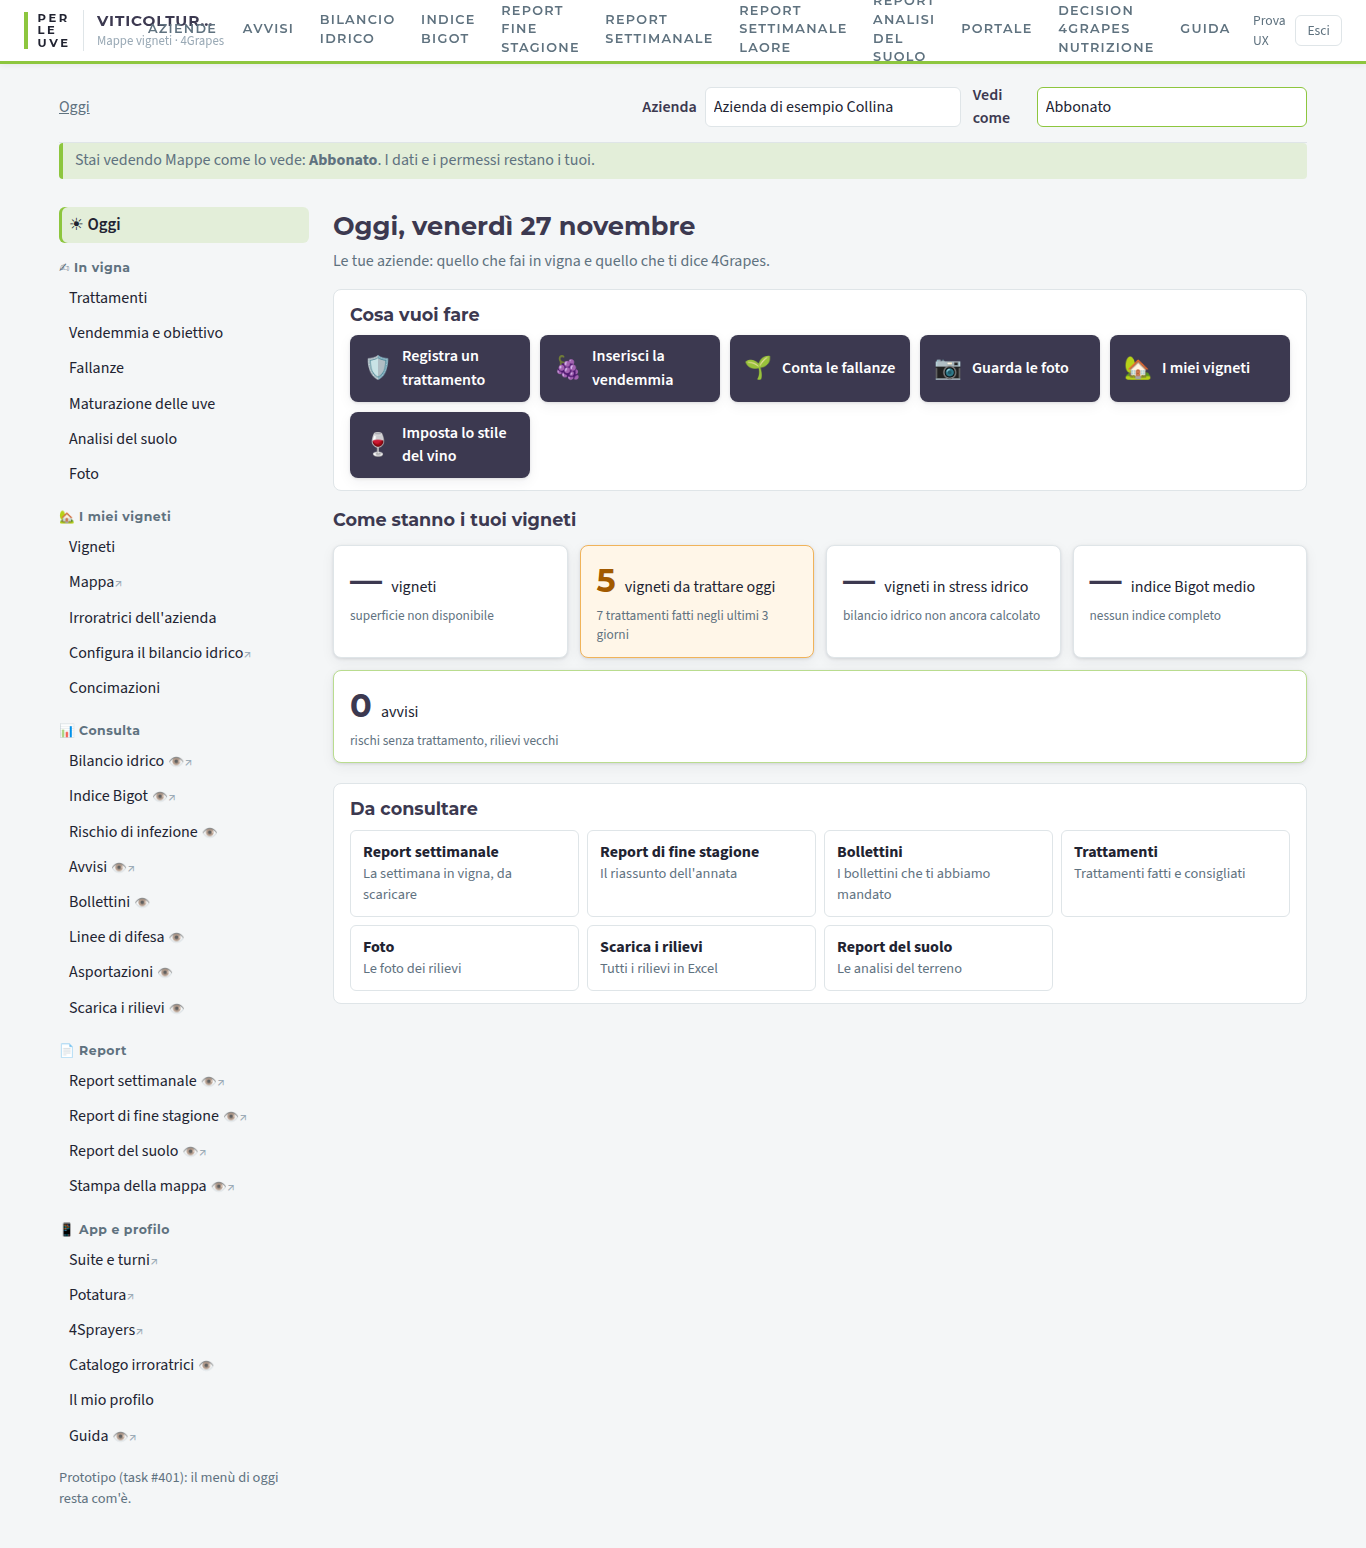 PER
LE
UVE
VITICOLTUR…
Mappe vigneti · 4Grapes
AZIENDE
AVVISI
BILANCIO
IDRICO
INDICE
BIGOT
REPORT
FINE
STAGIONE
REPORT
SETTIMANALE
REPORT
SETTIMANALE
LAORE
REPORT
ANALISI
DEL
SUOLO
PORTALE
DECISION
4GRAPES
NUTRIZIONE
GUIDA
Prova
UX
Esci
Oggi
Azienda
Azienda di esempio Collina
Vedi
come
Abbonato
Stai vedendo Mappe come lo vede: Abbonato. I dati e i permessi restano i tuoi.
☀ Oggi
✍ In vigna
Trattamenti
Vendemmia e obiettivo
Fallanze
Maturazione delle uve
Analisi del suolo
Foto
🏡 I miei vigneti
Vigneti
Mappa↗
Irroratrici dell'azienda
Configura il bilancio idrico↗
Concimazioni
📊 Consulta
Bilancio idrico 👁↗
Indice Bigot 👁↗
Rischio di infezione 👁
Avvisi 👁↗
Bollettini 👁
Linee di difesa 👁
Asportazioni 👁
Scarica i rilievi 👁
📄 Report
Report settimanale 👁↗
Report di fine stagione 👁↗
Report del suolo 👁↗
Stampa della mappa 👁↗
📱 App e profilo
Suite e turni↗
Potatura↗
4Sprayers↗
Catalogo irroratrici 👁
Il mio profilo
Guida 👁↗
Prototipo (task #401): il menù di oggi
resta com'è.
Oggi, venerdì 27 novembre
Le tue aziende: quello che fai in vigna e quello che ti dice 4Grapes.
Cosa vuoi fare
🛡️ Registra un
trattamento
🍇 Inserisci la
vendemmia
🌱 Conta le fallanze
📷 Guarda le foto
🏡 I miei vigneti
🍷 Imposta lo stile
del vino
Come stanno i tuoi vigneti
— vigneti
superficie non disponibile
5 vigneti da trattare oggi
7 trattamenti fatti negli ultimi 3
giorni
— vigneti in stress idrico
bilancio idrico non ancora calcolato
— indice Bigot medio
nessun indice completo
0 avvisi
rischi senza trattamento, rilievi vecchi
Da consultare
Report settimanale
La settimana in vigna, da
scaricare
Report di fine stagione
Il riassunto dell'annata
Bollettini
I bollettini che ti abbiamo
mandato
Trattamenti
Trattamenti fatti e consigliati
Foto
Le foto dei rilievi
Scarica i rilievi
Tutti i rilievi in Excel
Report del suolo
Le analisi del terreno